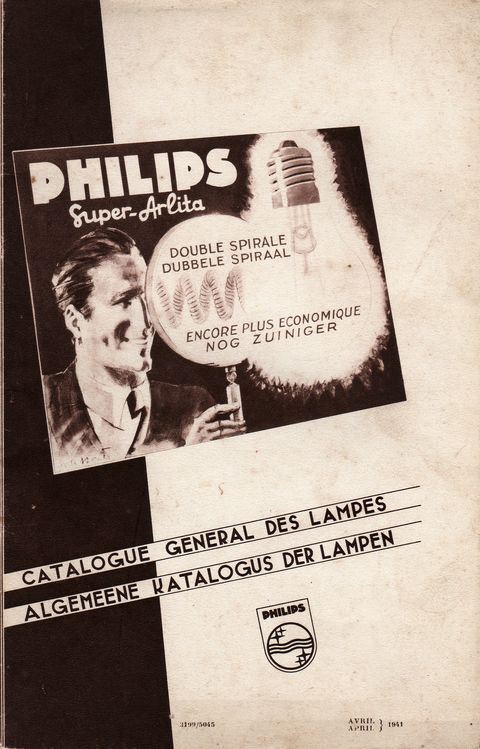 PHILIPS
Super-Arlita
DOUBLE SPIRALE
DUBBELE SPIRAAL
ENCORE PLUS ECONOMIQUE
NOG ZUINIGER
CATALOGUE GENERAL DES LAMPES
ALGEMEENE KATALOGUS DER LAMPEN
PHILIPS
3199/5045
AVRIL
APRIL } 1941